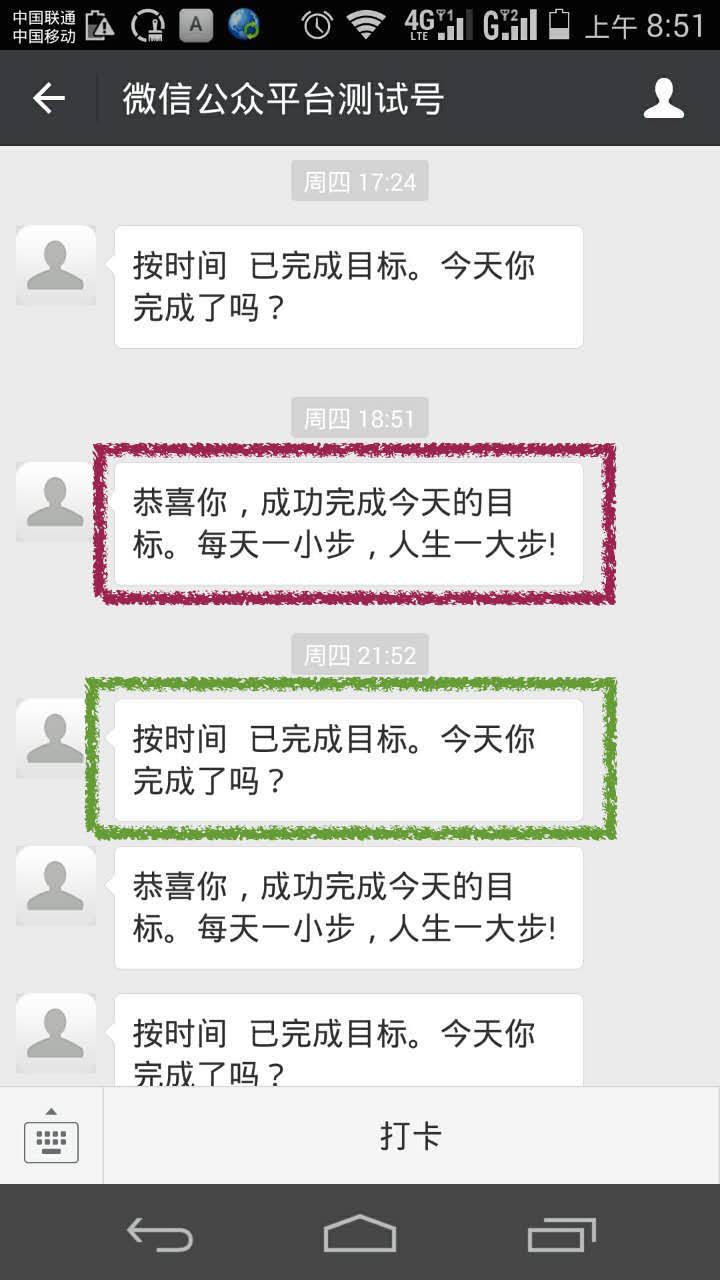 中国联通
中国移动
4G LTE Y1 G Y2 上午 8:51
A
微信公众平台测试号
周四 17:24
按时间 已完成目标。今天你
完成了吗？
周四 18:51
恭喜你，成功完成今天的目
标。每天一小步，人生一大步!
周四 21:52
按时间 已完成目标。今天你
完成了吗？
恭喜你，成功完成今天的目
标。每天一小步，人生一大步!
按时间 已完成目标。今天你
完成了吗？
打卡